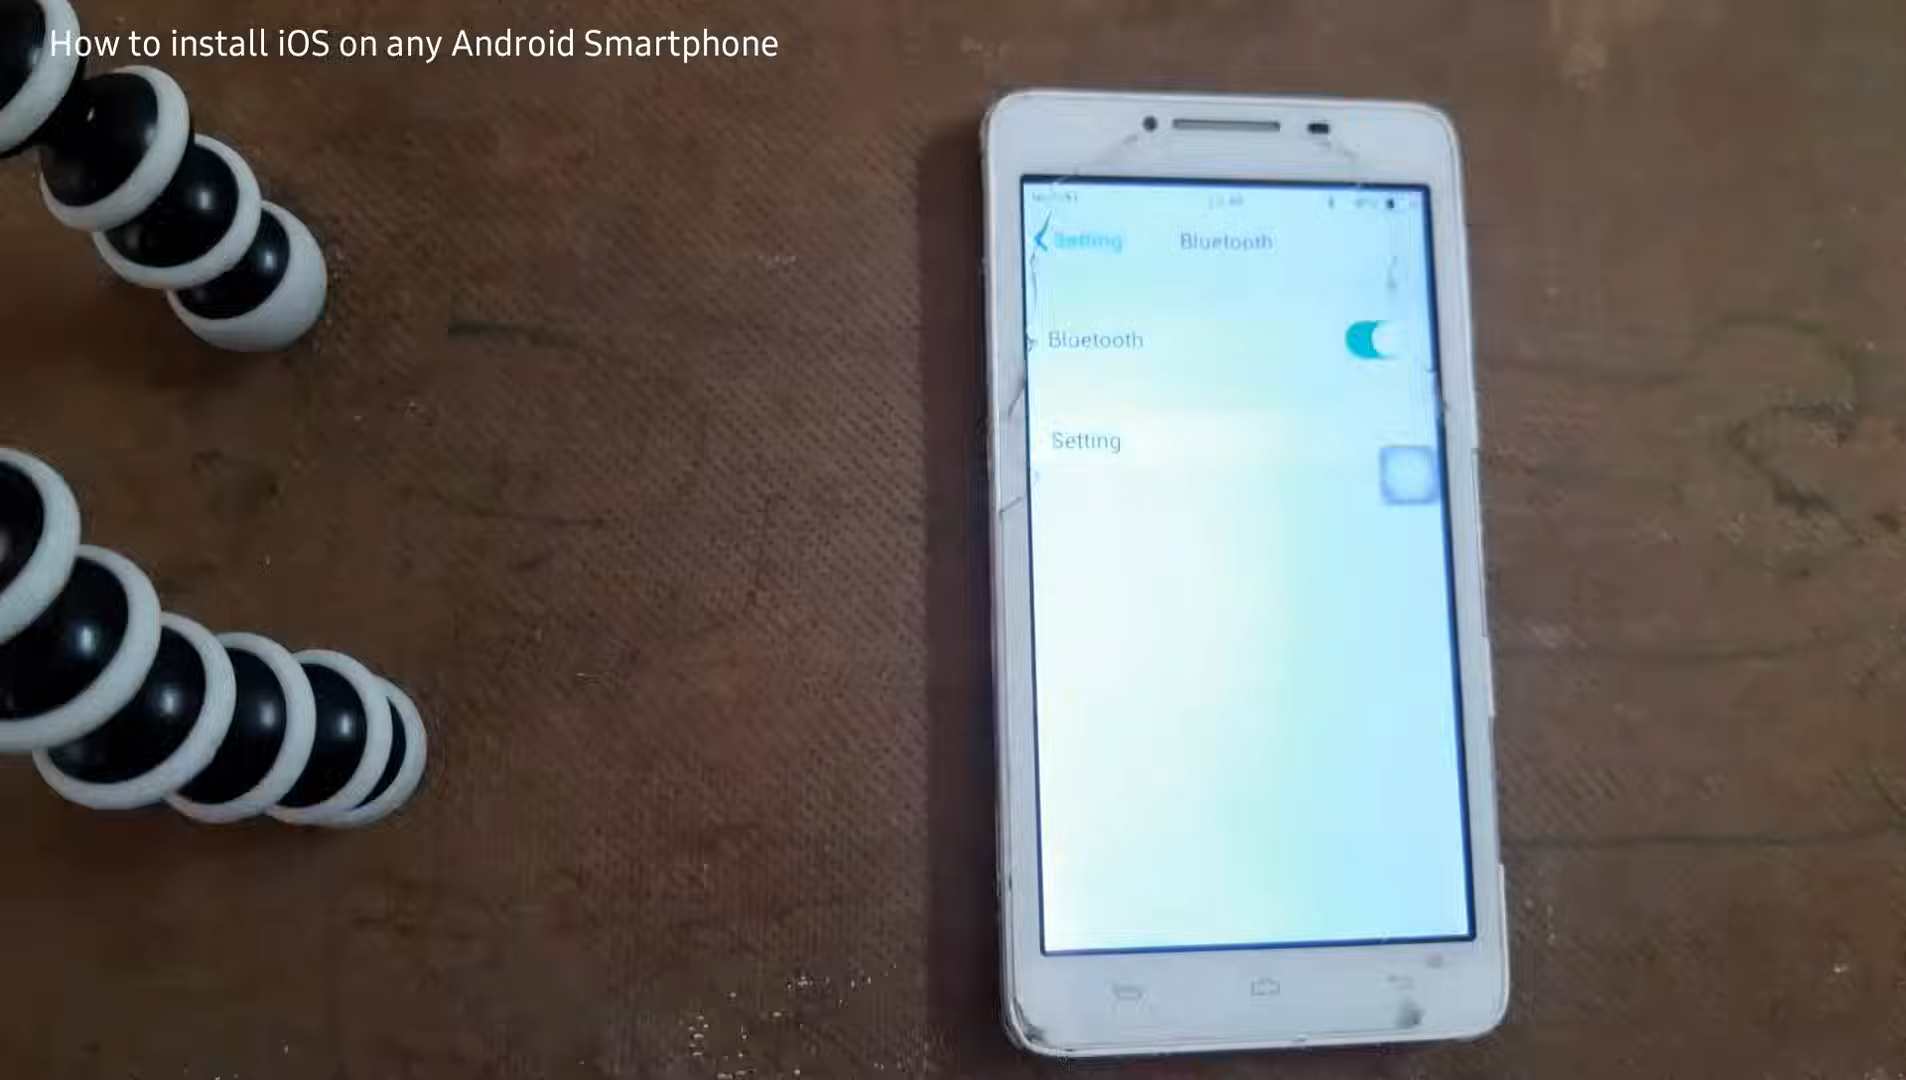 How to install iOS on any Android Smartphone
Setting Bluetooth
Bluetooth
Setting